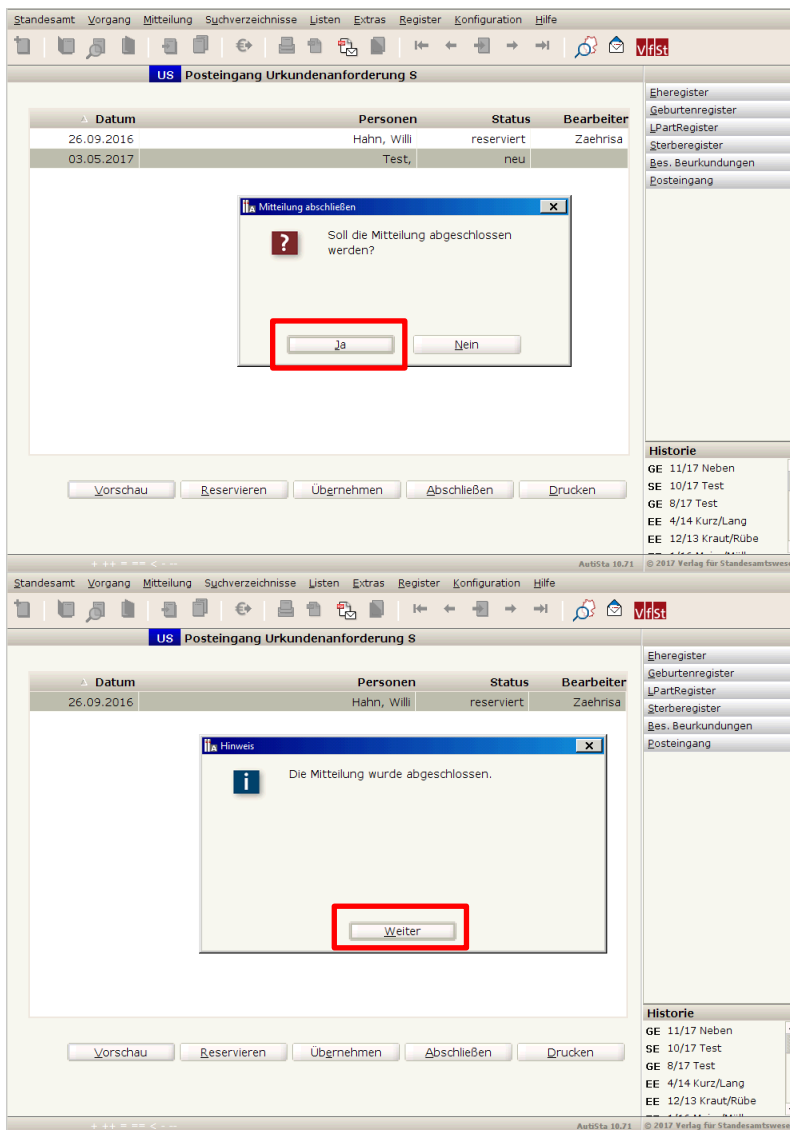 Standesamt Vorgang Mitteilung Suchverzeichnisse Listen Extras Register Konfiguration Hilfe
VfSt
US Posteingang Urkundenanforderung S
Datum Personen Status Bearbeiter
26.09.2016 Hahn, Willi reserviert Zaehrisa
03.05.2017 Test, neu
Mitteilung abschließen
Soll die Mitteilung abgeschlossen
werden?
Ja Nein
Vorschau Reservieren Übernehmen Abschließen Drucken
Eheregister
Geburtenregister
LPartRegister
Sterberegister
Bes. Beurkundungen
Posteingang
Historie
GE 11/17 Neben
SE 10/17 Test
GE 8/17 Test
EE 4/14 Kurz/Lang
EE 12/13 Kraut/Rübe
+ ++ = == < - -- AutiSta 10.71 © 2017 Verlag für Standesamtswese
Standesamt Vorgang Mitteilung Suchverzeichnisse Listen Extras Register Konfiguration Hilfe
VfSt
US Posteingang Urkundenanforderung S
Datum Personen Status Bearbeiter
26.09.2016 Hahn, Willi reserviert Zaehrisa
Hinweis
Die Mitteilung wurde abgeschlossen.
Weiter
Vorschau Reservieren Übernehmen Abschließen Drucken
Eheregister
Geburtenregister
LPartRegister
Sterberegister
Bes. Beurkundungen
Posteingang
Historie
GE 11/17 Neben
SE 10/17 Test
GE 8/17 Test
EE 4/14 Kurz/Lang
EE 12/13 Kraut/Rübe
+ ++ = == < - -- AutiSta 10.71 © 2017 Verlag für Standesamtswese